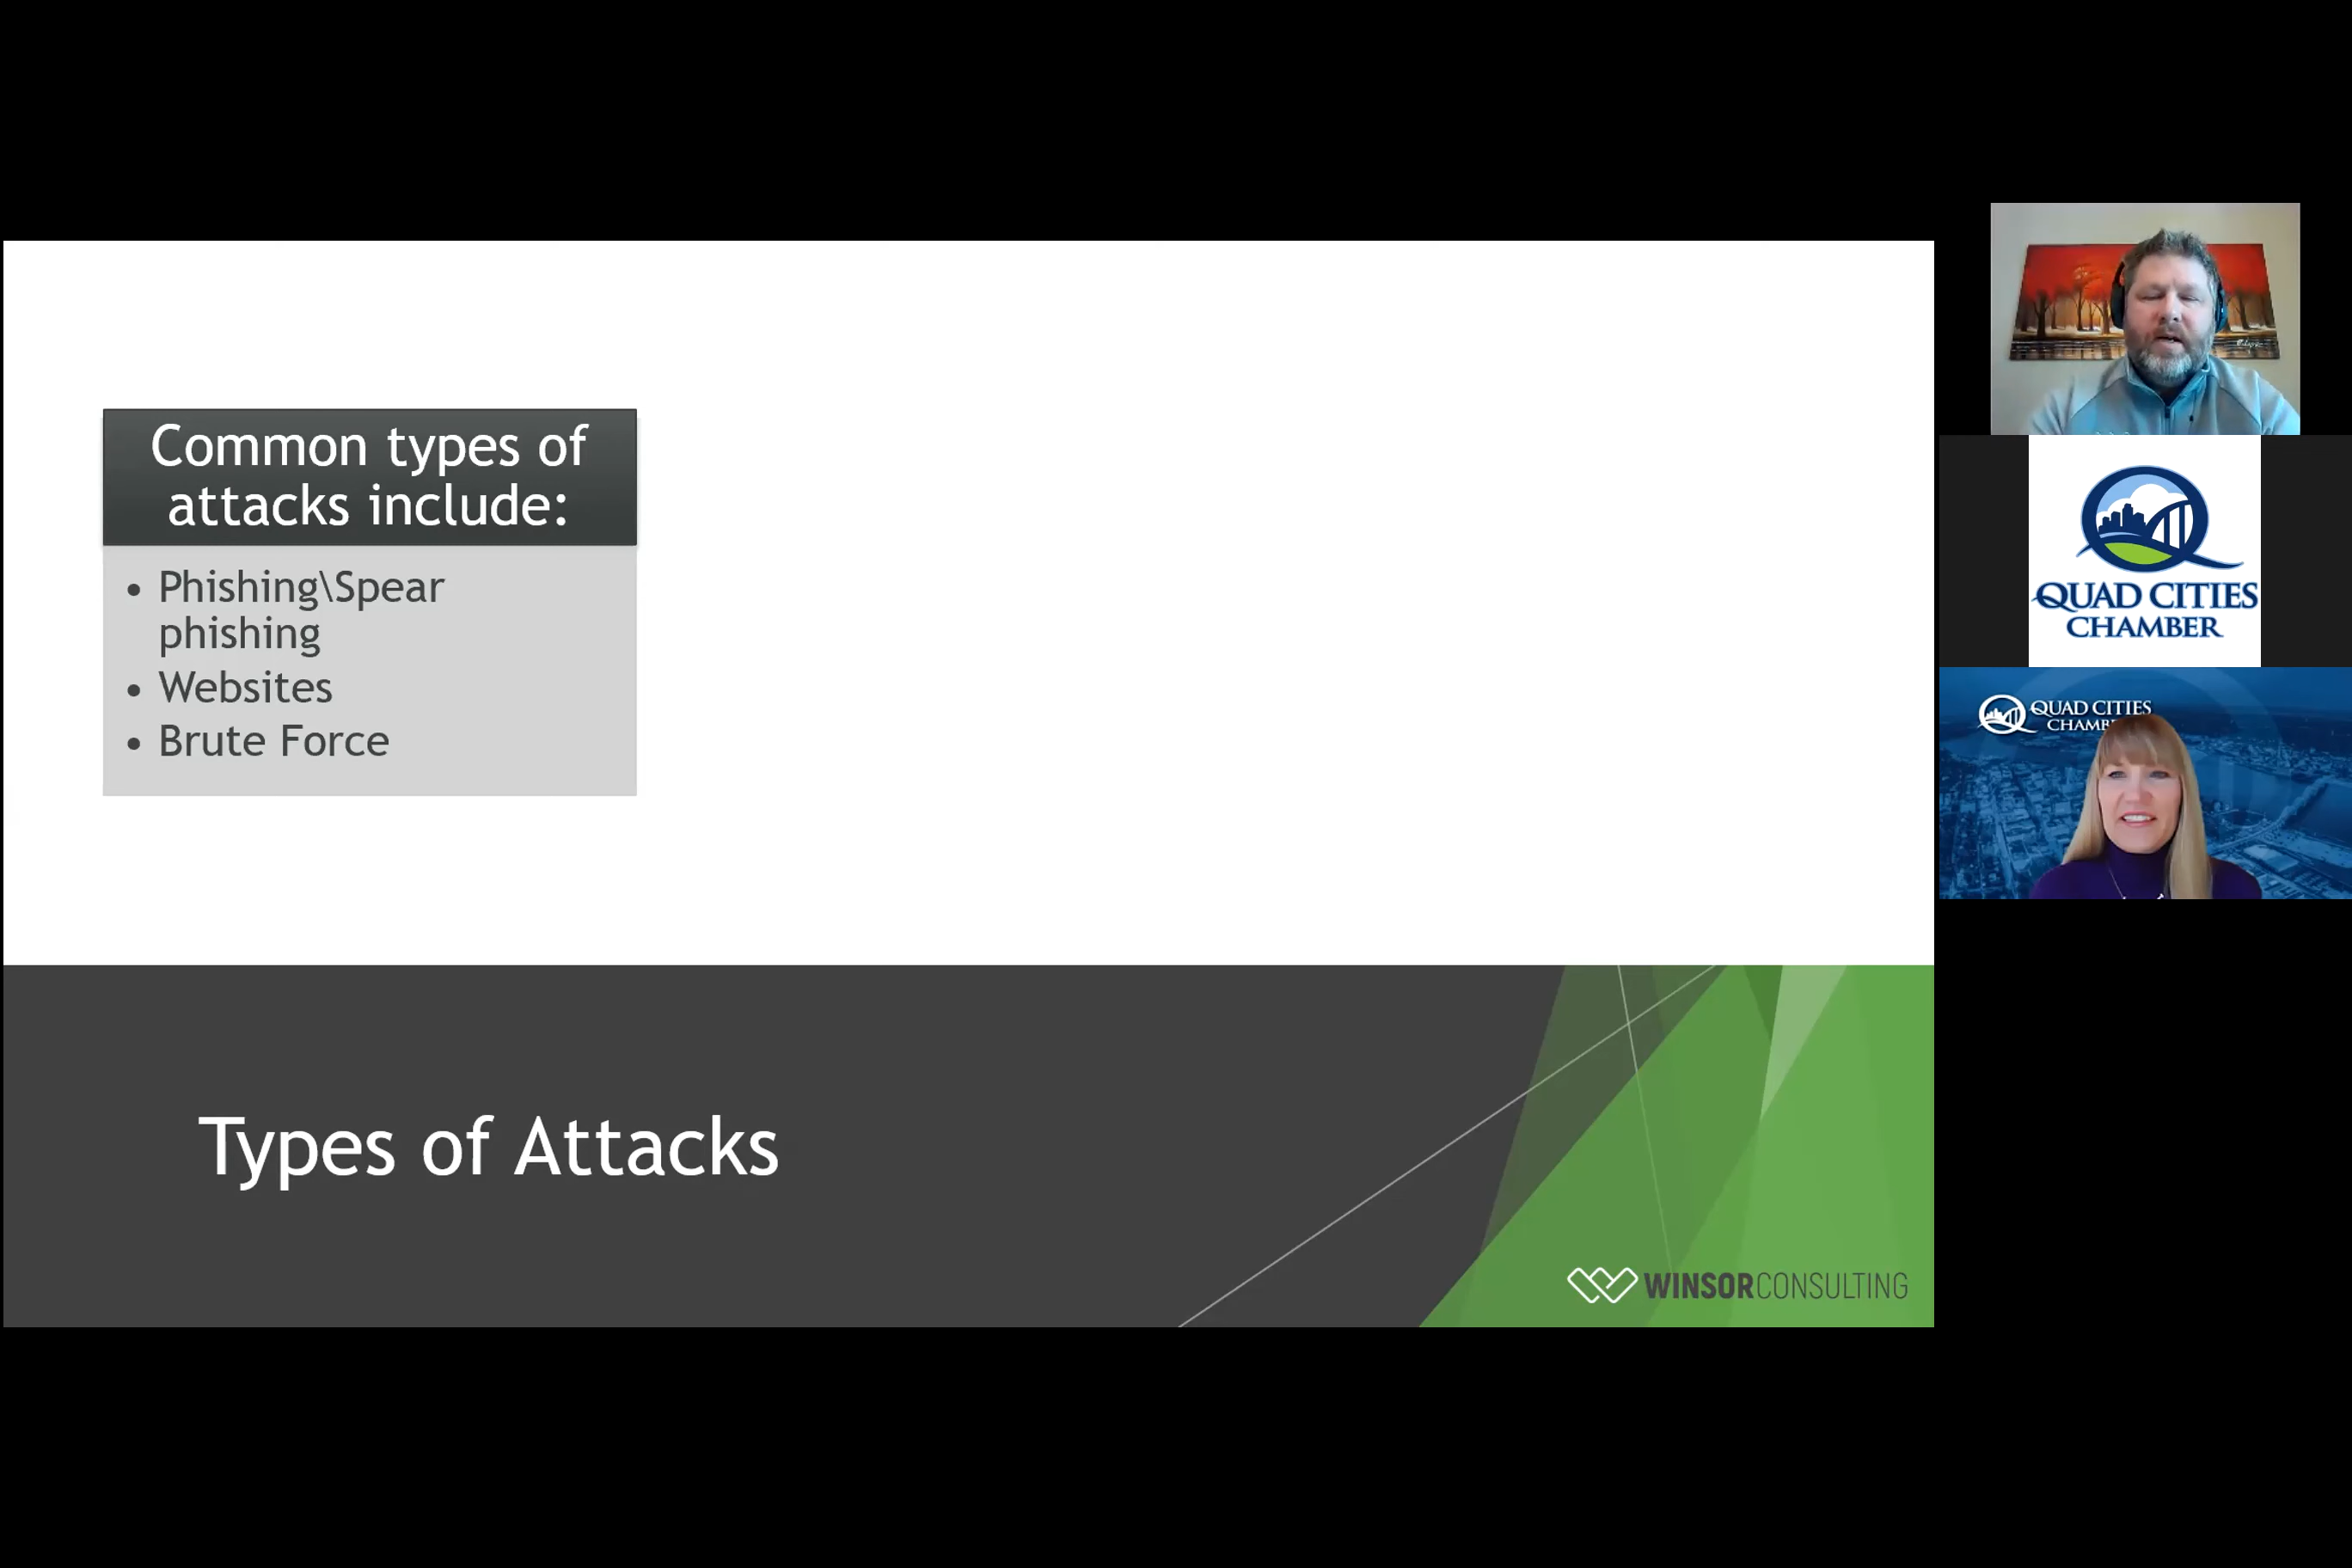 Common types of
attacks include:
• Phishing\Spear
phishing
• Websites
• Brute Force
Types of Attacks
WINSORCONSULTING
QUAD CITIES
CHAMBER
QUAD CITIES
CHAMB